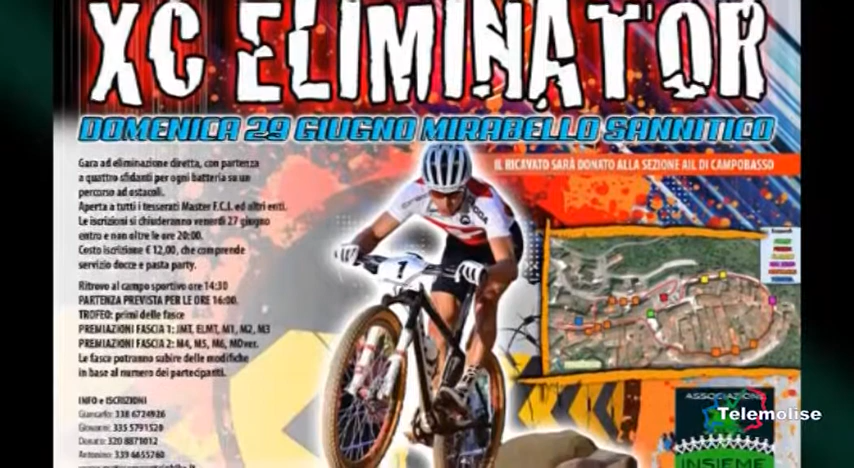 XC ELIMINATOR
DOMENICA 29 GIUGNO MIRABELLO SANNITICO
IL RICAVATO SARÀ DONATO ALLA SEZIONE AIL DI CAMPOBASSO
Gara ad eliminazione diretta, con partenza
a quattro sfidanti per ogni batteria su un
percorso ad ostacoli.
Aperta a tutti i tesserati Master F.C.I. ed altri enti.
Le iscrizioni si chiuderanno venerdì 27 giugno
entro e non oltre le ore 20:00.
Costo iscrizione € 12,00, che comprende
servizio docce e pasta party.
Ritrovo al campo sportivo ore 14:30
PARTENZA PREVISTA PER LE ORE 16:00.
TROFEO: primi delle fasce
PREMIAZIONI FASCIA 1: JMT, ELMT, M1, M2, M3
PREMIAZIONI FASCIA 2: M4, M5, M6, MDver.
Le fasce potranno subire delle modifiche
in base al numero dei partecipanti.
INFO e ISCRIZIONI
Giancarlo: 338 6724926
Giovanni: 335 5791520
Donato: 320 8871012
Antonino: 339 6655760
1
ASSOCIAZIONE
Telemolise
INSIEME